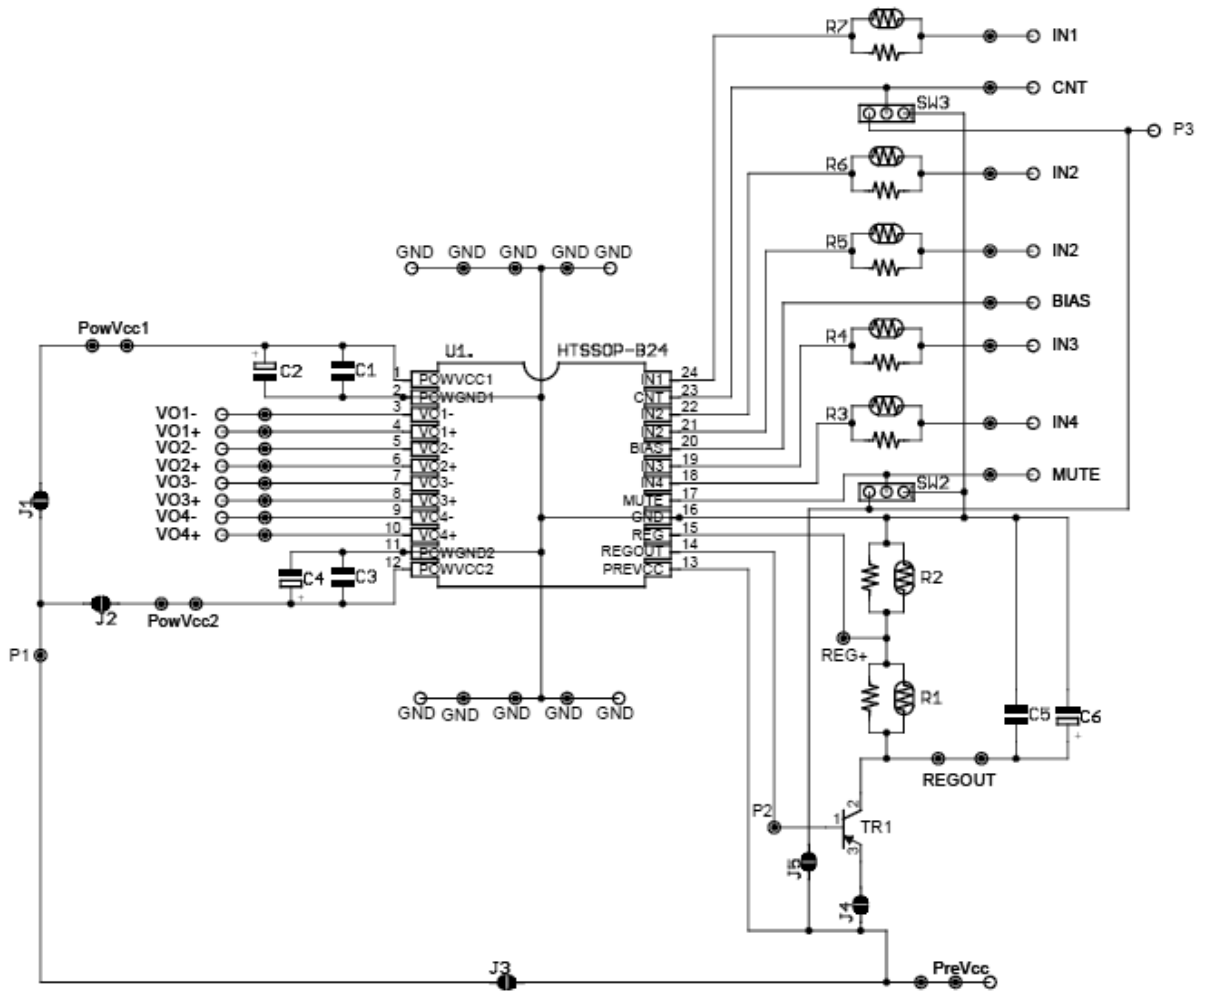 R7
IN1
CNT
SW3
P3
R6
IN2
R5
IN2
GND GND GND GND GND
BIAS
PowVcc1
R4
IN3
+
C2
C1
U1.
HTSSOP-B24
1 POWVCC1
IN1 24
2 POWGND1
CNT 23
VO1-
3 VO1-
IN2 22
R3
IN4
VO1+
4 VO1+
IN2 21
VO2-
5 VO2-
BIAS 20
VO2+
6 VO2+
IN3 19
VO3-
7 VO3-
IN4 18
MUTE
SW2
VO3+
8 VO3+
MUTE 17
J1
VO4-
9 VO4-
GND 16
VO4+
10 VO4+
REG 15
11 POWGND2
REGOUT 14
12 POWVCC2
PREVCC 13
C4
C3
+
R2
J2
PowVcc2
P1
REG+
R1
GND GND GND GND GND
C5
C6
+
REGOUT
P2
1
2
3
TR1
J5
J4
J3
PreVcc